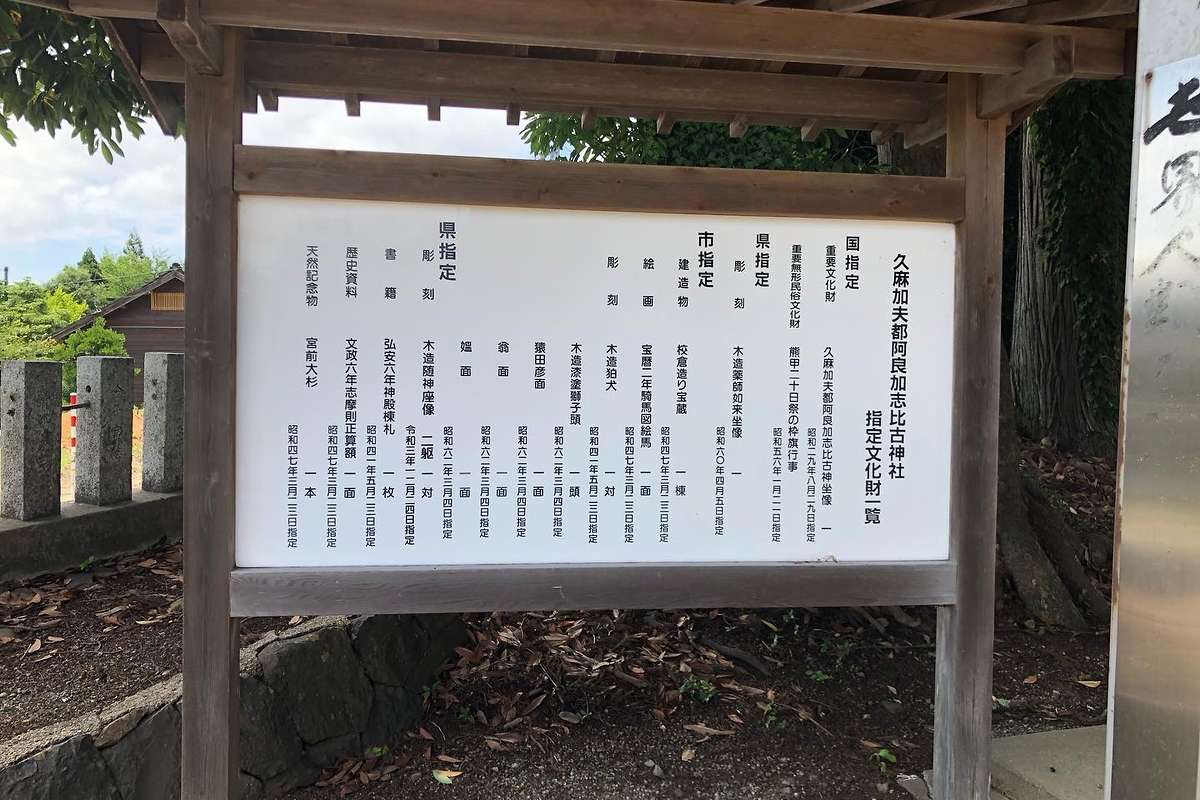 久麻加夫都阿良加志比古神社
指定文化財一覧
国指定
重要文化財 久麻加夫都阿良加志比古神坐像 一
昭和二九年八月二九日指定
重要無形民俗文化財 熊甲二十日祭の枠旗行事
昭和五六年一月二一日指定
県指定
彫刻 木造薬師如来坐像 一
昭和六〇年四月五日指定
市指定
建造物 校倉造り宝蔵 一棟
昭和四七年三月二三日指定
絵画 宝暦二年騎馬図絵馬 一面
昭和四七年三月二三日指定
彫刻 木造狛犬 一対
昭和四一年五月二三日指定
木造漆塗獅子頭 一頭
昭和六二年三月四日指定
猿田彦面 一面
昭和六二年三月四日指定
翁面 一面
昭和六二年三月四日指定
媼面 一面
昭和六二年三月四日指定
県指定
彫刻 木造随神座像 二躯一対
令和三年一二月二四日指定
書籍 弘安六年神殿棟札 一枚
昭和四一年五月二三日指定
歴史資料 文政六年志摩則正算額 一面
昭和四七年三月二三日指定
天然記念物 宮前大杉 一本
昭和四七年三月二三日指定